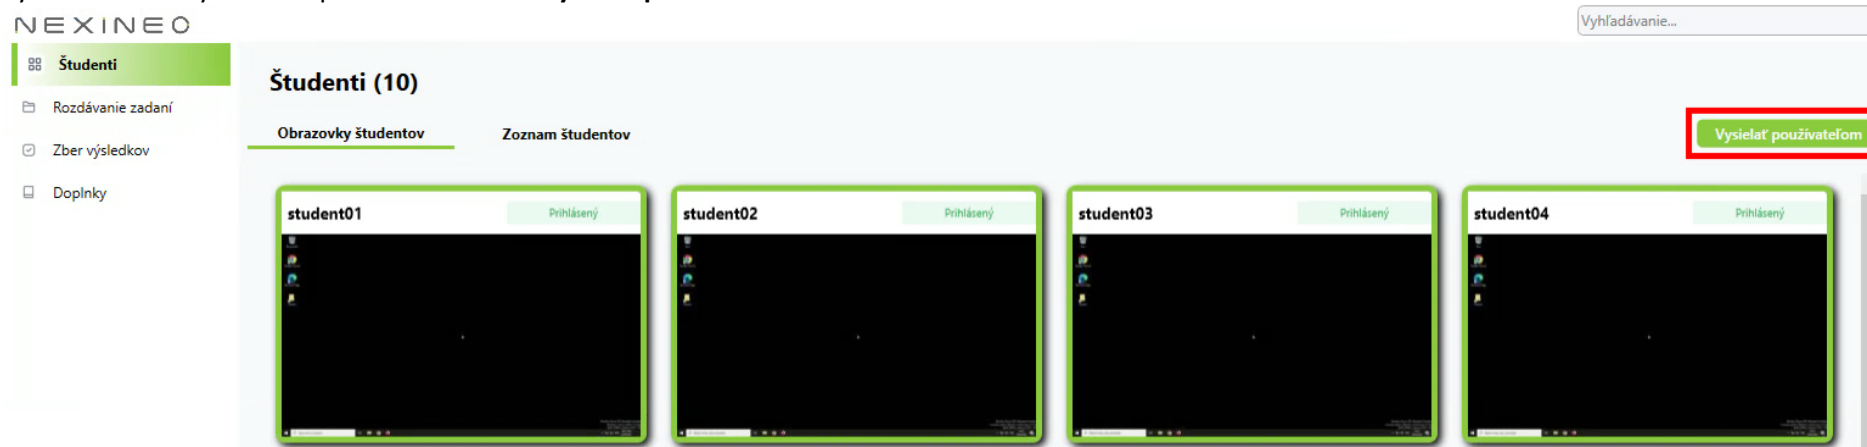 NEXINEO
Vyhľadávanie...
Študenti
Rozdávanie zadaní
Zber výsledkov
Doplnky
Študenti (10)
Obrazovky študentov
Zoznam študentov
Vysielať používateľom
student01
Prihlásený
student02
Prihlásený
student03
Prihlásený
student04
Prihlásený